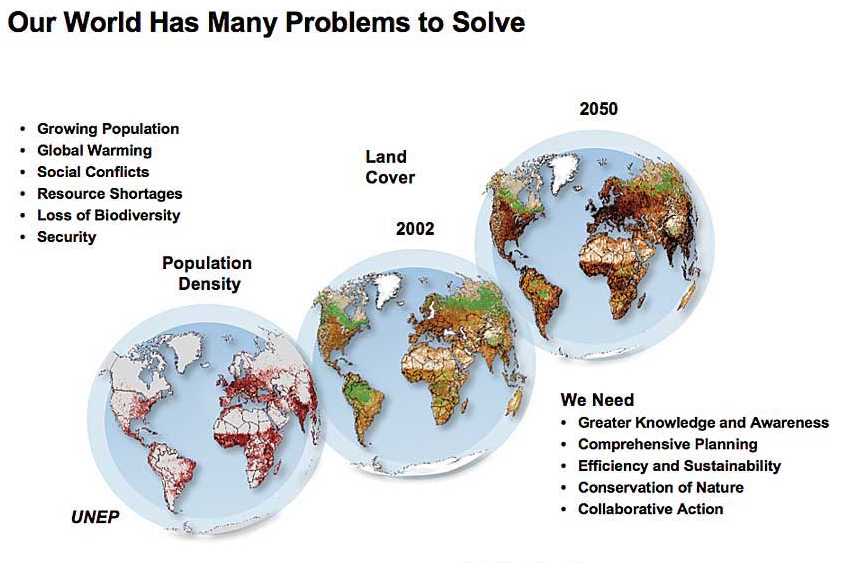 Our World Has Many Problems to Solve
2050
• Growing Population
• Global Warming
• Social Conflicts
• Resource Shortages
• Loss of Biodiversity
• Security
Land
Cover
2002
Population
Density
We Need
• Greater Knowledge and Awareness
• Comprehensive Planning
• Efficiency and Sustainability
• Conservation of Nature
• Collaborative Action
UNEP